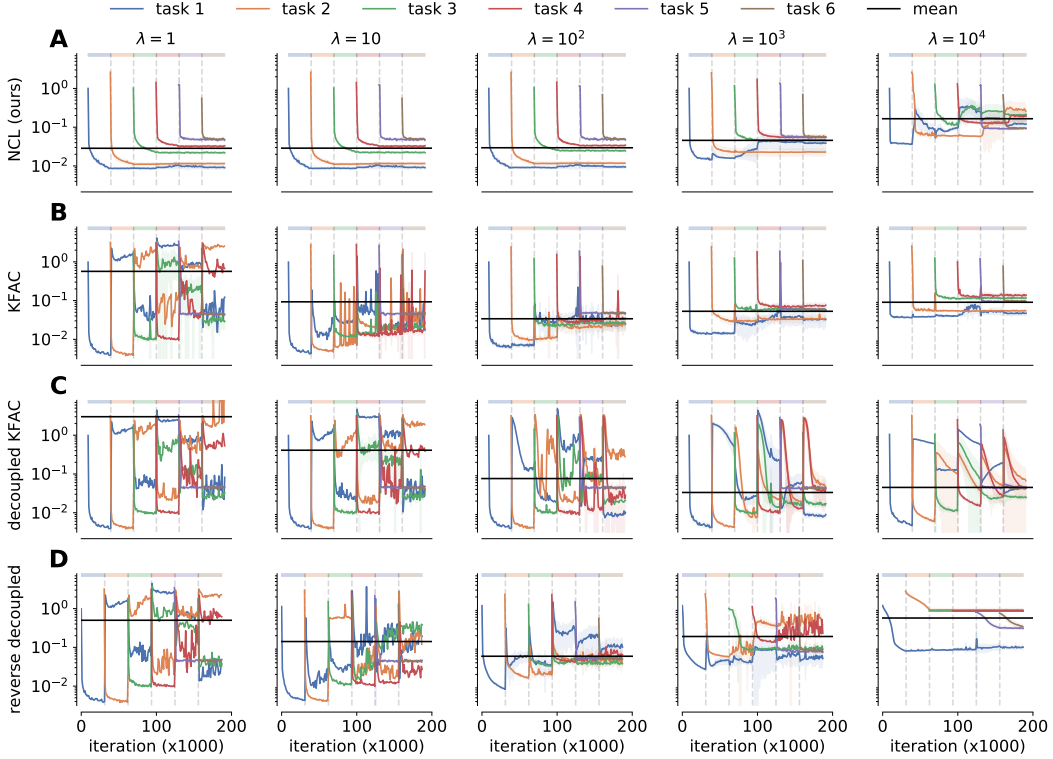 task 1 task 2 task 3 task 4 task 5 task 6 mean
A
λ = 1 λ = 10 λ = 10² λ = 10³ λ = 10⁴
NCL (ours)
10⁰
10⁻¹
10⁻²
B
KFAC
10⁰
10⁻¹
10⁻²
C
decoupled KFAC
10⁰
10⁻¹
10⁻²
D
reverse decoupled
10⁰
10⁻¹
10⁻²
0 100 200 0 100 200 0 100 200 0 100 200 0 100 200
iteration (x1000) iteration (x1000) iteration (x1000) iteration (x1000) iteration (x1000)